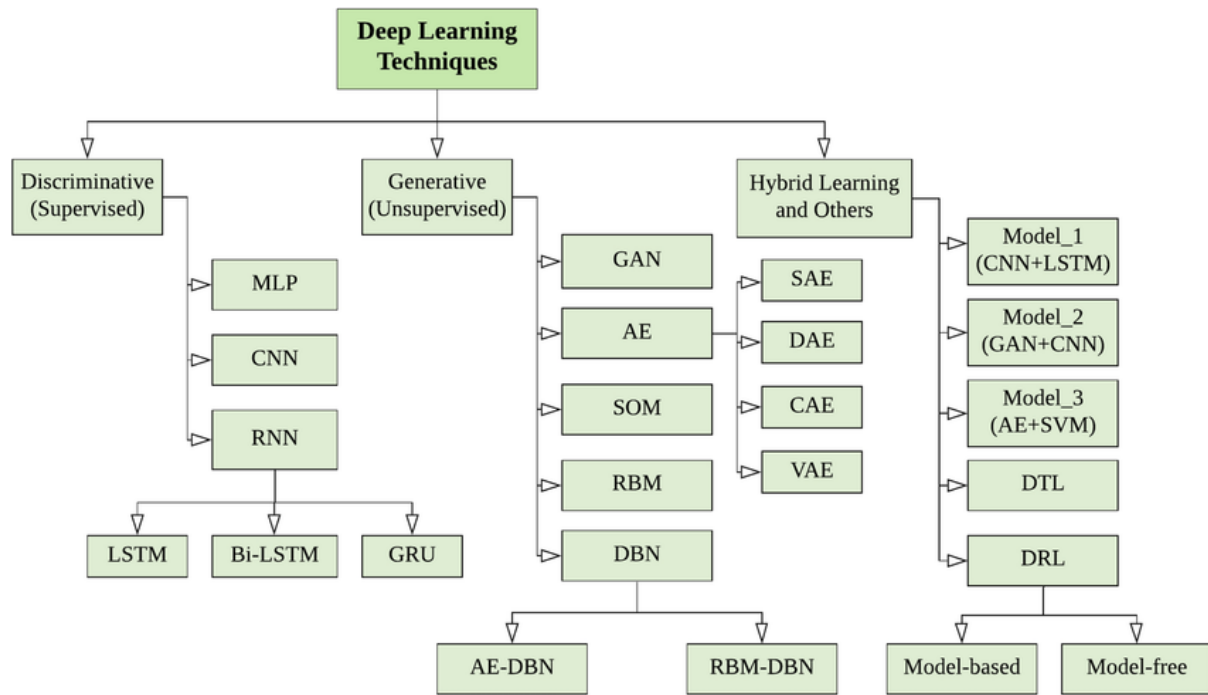 Deep Learning
Techniques
Discriminative
(Supervised)
MLP
CNN
RNN
LSTM
Bi-LSTM
GRU
Generative
(Unsupervised)
GAN
AE
SAE
DAE
CAE
VAE
SOM
RBM
DBN
AE-DBN
RBM-DBN
Hybrid Learning
and Others
Model_1
(CNN+LSTM)
Model_2
(GAN+CNN)
Model_3
(AE+SVM)
DTL
DRL
Model-based
Model-free